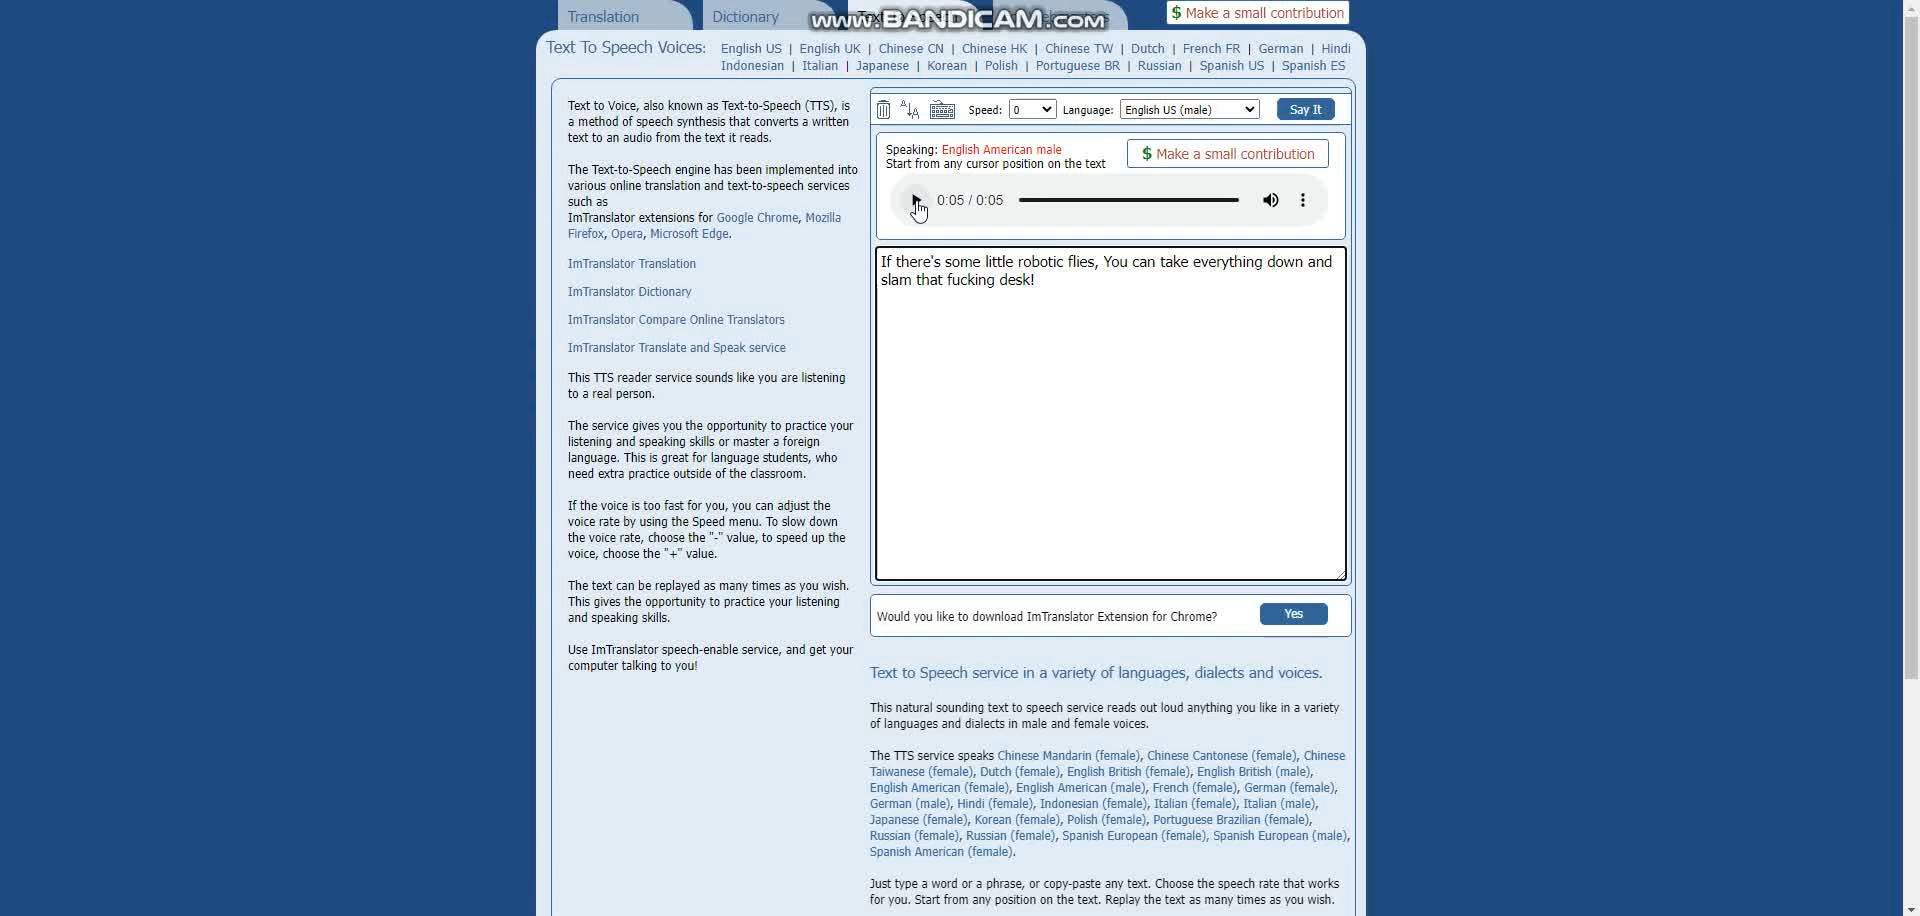 Translation
Dictionary
www.BANDICAM.com
$ Make a small contribution
Text To Speech Voices:
English US | English UK | Chinese CN | Chinese HK | Chinese TW | Dutch | French FR | German | Hindi
Indonesian | Italian | Japanese | Korean | Polish | Portuguese BR | Russian | Spanish US | Spanish ES
Text to Voice, also known as Text-to-Speech (TTS), is
a method of speech synthesis that converts a written
text to an audio from the text it reads.
The Text-to-Speech engine has been implemented into
various online translation and text-to-speech services
such as
ImTranslator extensions for Google Chrome, Mozilla
Firefox, Opera, Microsoft Edge.
ImTranslator Translation
ImTranslator Dictionary
ImTranslator Compare Online Translators
ImTranslator Translate and Speak service
This TTS reader service sounds like you are listening
to a real person.
The service gives you the opportunity to practice your
listening and speaking skills or master a foreign
language. This is great for language students, who
need extra practice outside of the classroom.
If the voice is too fast for you, you can adjust the
voice rate by using the Speed menu. To slow down
the voice rate, choose the "-" value, to speed up the
voice, choose the "+" value.
The text can be replayed as many times as you wish.
This gives the opportunity to practice your listening
and speaking skills.
Use ImTranslator speech-enable service, and get your
computer talking to you!
Speed: 0 Language: English US (male) Say It
Speaking: English American male
Start from any cursor position on the text
$ Make a small contribution
0:05 / 0:05
If there's some little robotic flies, You can take everything down and
slam that fucking desk!
Would you like to download ImTranslator Extension for Chrome? Yes
Text to Speech service in a variety of languages, dialects and voices.
This natural sounding text to speech service reads out loud anything you like in a variety
of languages and dialects in male and female voices.
The TTS service speaks Chinese Mandarin (female), Chinese Cantonese (female), Chinese
Taiwanese (female), Dutch (female), English British (female), English British (male),
English American (female), English American (male), French (female), German (female),
German (male), Hindi (female), Indonesian (female), Italian (female), Italian (male),
Japanese (female), Korean (female), Polish (female), Portuguese Brazilian (female),
Russian (female), Russian (female), Spanish European (female), Spanish European (male),
Spanish American (female).
Just type a word or a phrase, or copy-paste any text. Choose the speech rate that works
for you. Start from any position on the text. Replay the text as many times as you wish.